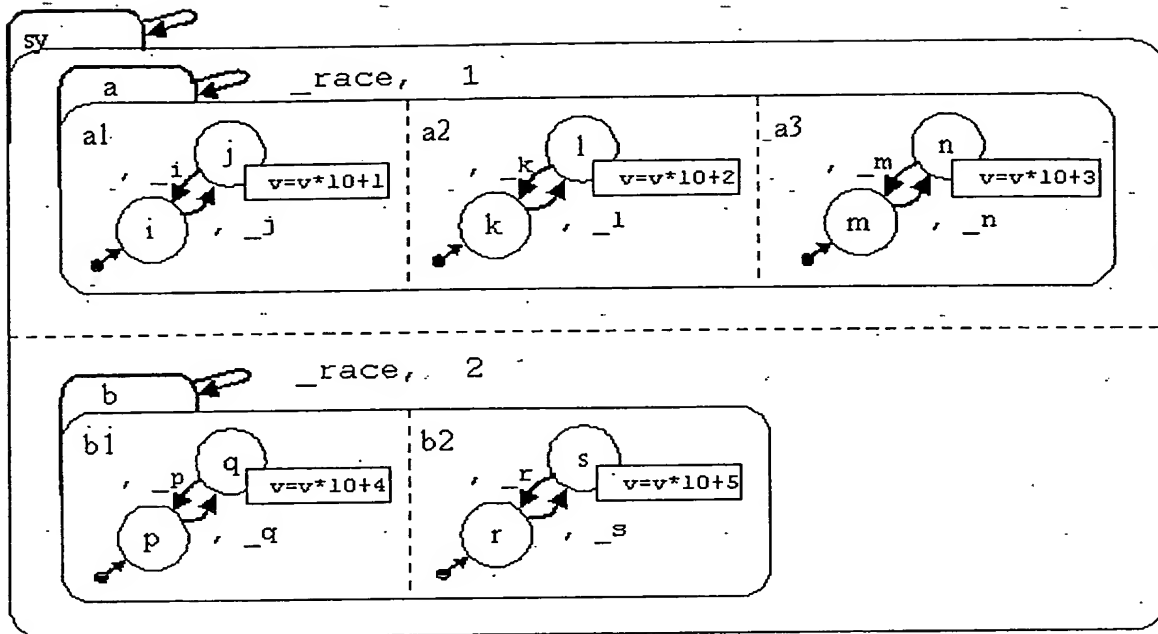 sy
a
_race, 1
a1
j
, _i
v=v*10+1
i
, _j
a2
l
, _k
v=v*10+2
k
, _l
a3
n
, _m
v=v*10+3
m
, _n
b
_race, 2
b1
q
, _p
v=v*10+4
p
, _q
b2
s
, _r
v=v*10+5
r
, _s